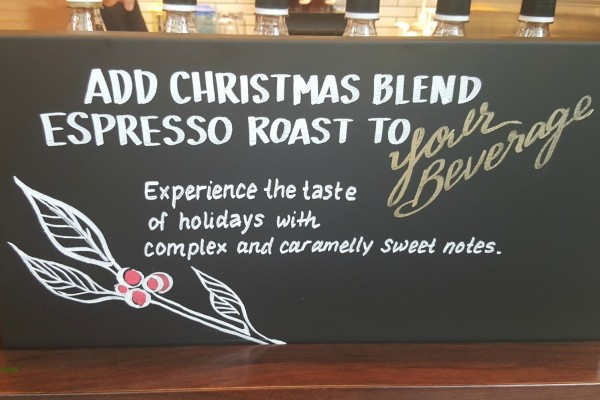 ADD CHRISTMAS BLEND
ESPRESSO ROAST TO
your
Beverage
Experience the taste
of holidays with
complex and caramelly sweet notes.